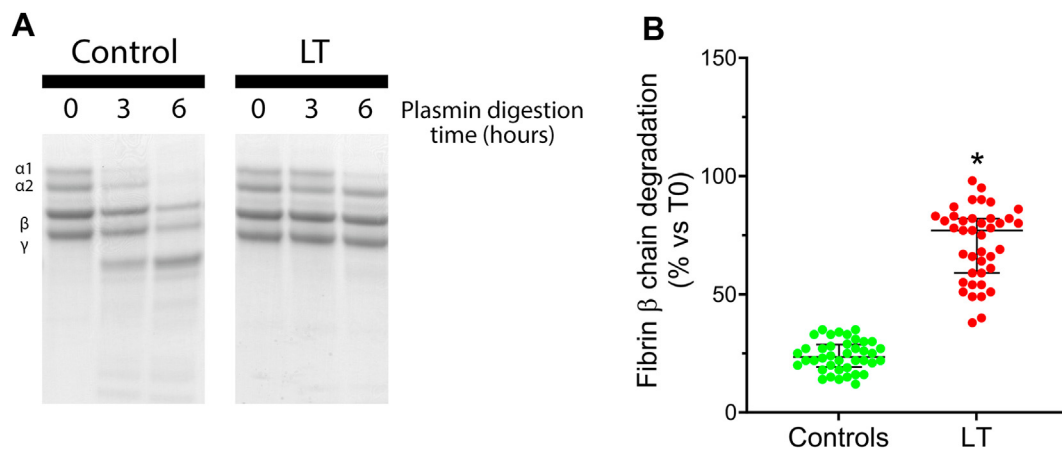 A
Control
LT
0 3 6
0 3 6
Plasmin digestion
time (hours)
α1
α2
β
γ
B
Fibrin β chain degradation
(% vs T0)
150
100
50
0
*
Controls
LT